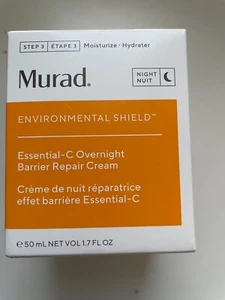 STEP 3 ÉTAPE 3 Moisturize · Hydrater
Murad.
NIGHT
NUIT
ENVIRONMENTAL SHIELD™
Essential-C Overnight
Barrier Repair Cream
Crème de nuit réparatrice
effet barrière Essential-C
e 50 mL NET VOL 1.7 FL OZ